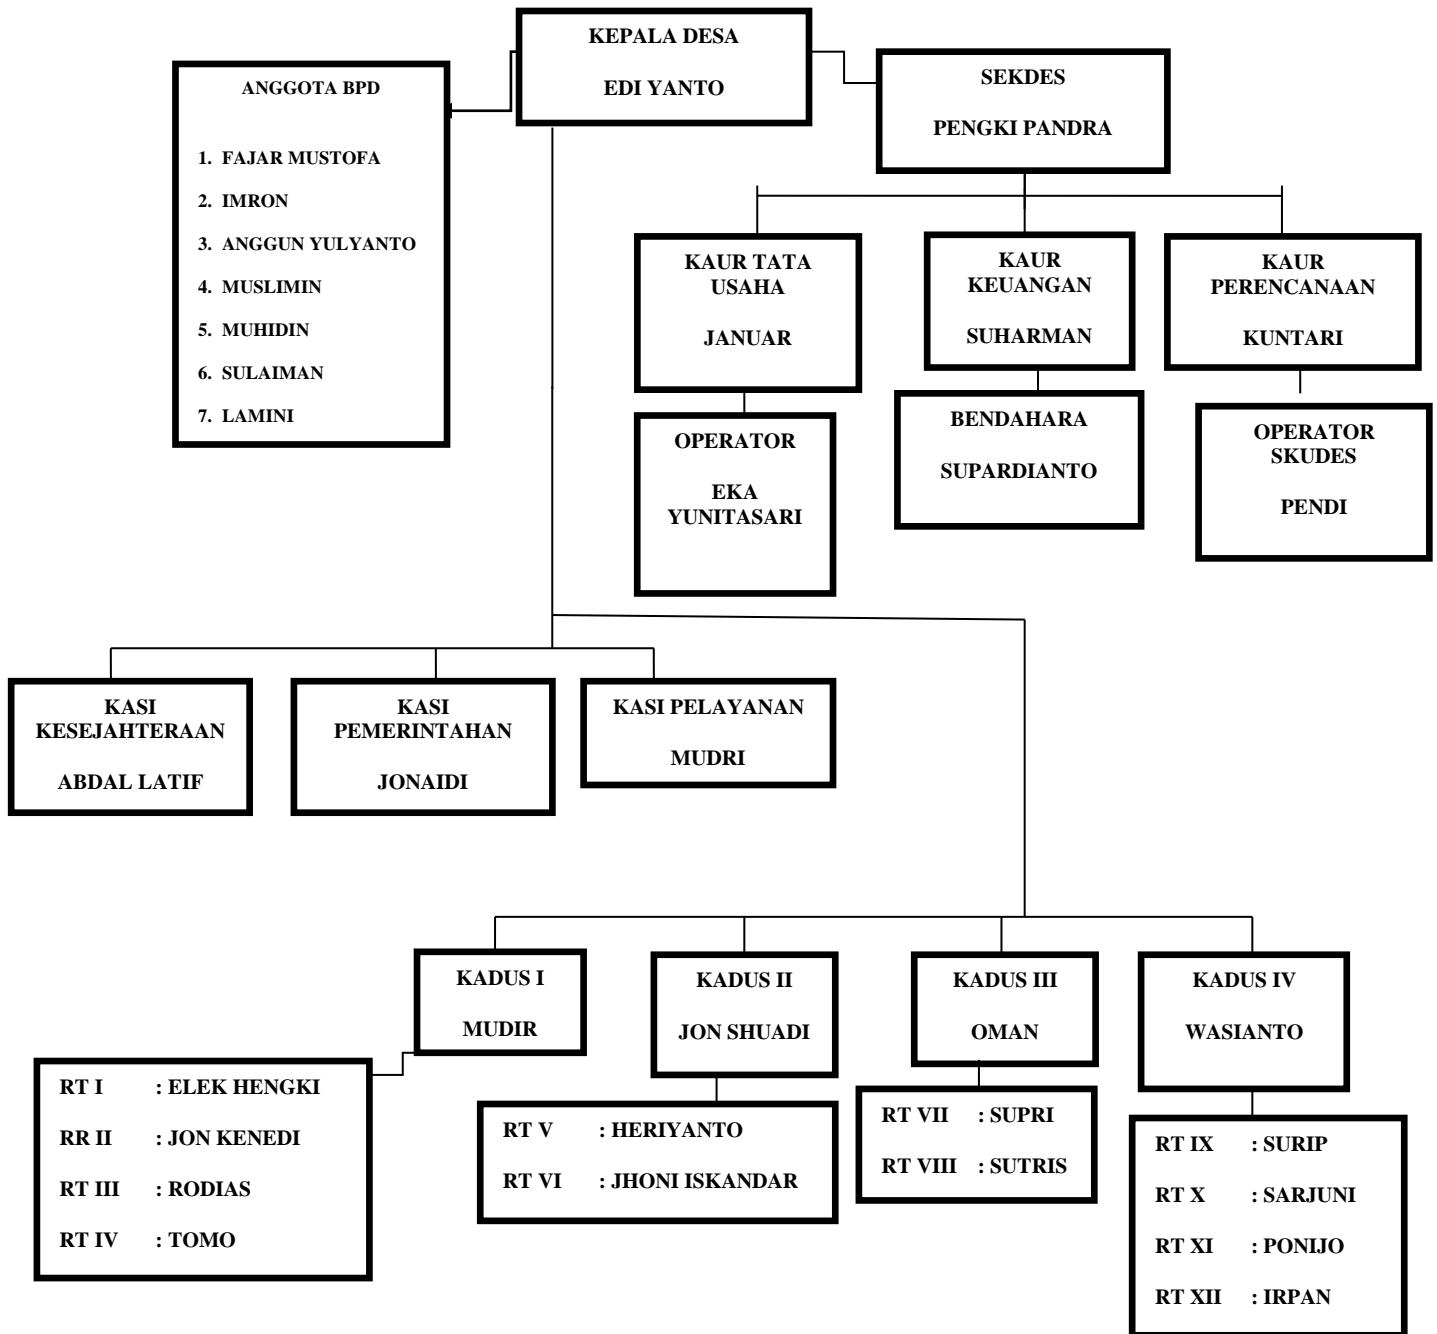 KEPALA DESA
EDI YANTO
ANGGOTA BPD
1. FAJAR MUSTOFA
2. IMRON
3. ANGGUN YULYANTO
4. MUSLIMIN
5. MUHIDIN
6. SULAIMAN
7. LAMINI
SEKDES
PENGKI PANDRA
KAUR TATA
USAHA
JANUAR
KAUR
KEUANGAN
SUHARMAN
KAUR
PERENCANAAN
KUNTARI
OPERATOR
EKA
YUNITASARI
BENDAHARA
SUPARDIANTO
OPERATOR
SKUDES
PENDI
KASI
KESEJAHTERAAN
ABDAL LATIF
KASI
PEMERINTAHAN
JONAIDI
KASI PELAYANAN
MUDRI
KADUS I
MUDIR
KADUS II
JON SHUADI
KADUS III
OMAN
KADUS IV
WASIANTO
RT I : ELEK HENGKI
RR II : JON KENEDI
RT III : RODIAS
RT IV : TOMO
RT V : HERIYANTO
RT VI : JHONI ISKANDAR
RT VII : SUPRI
RT VIII : SUTRIS
RT IX : SURIP
RT X : SARJUNI
RT XI : PONIJO
RT XII : IRPAN